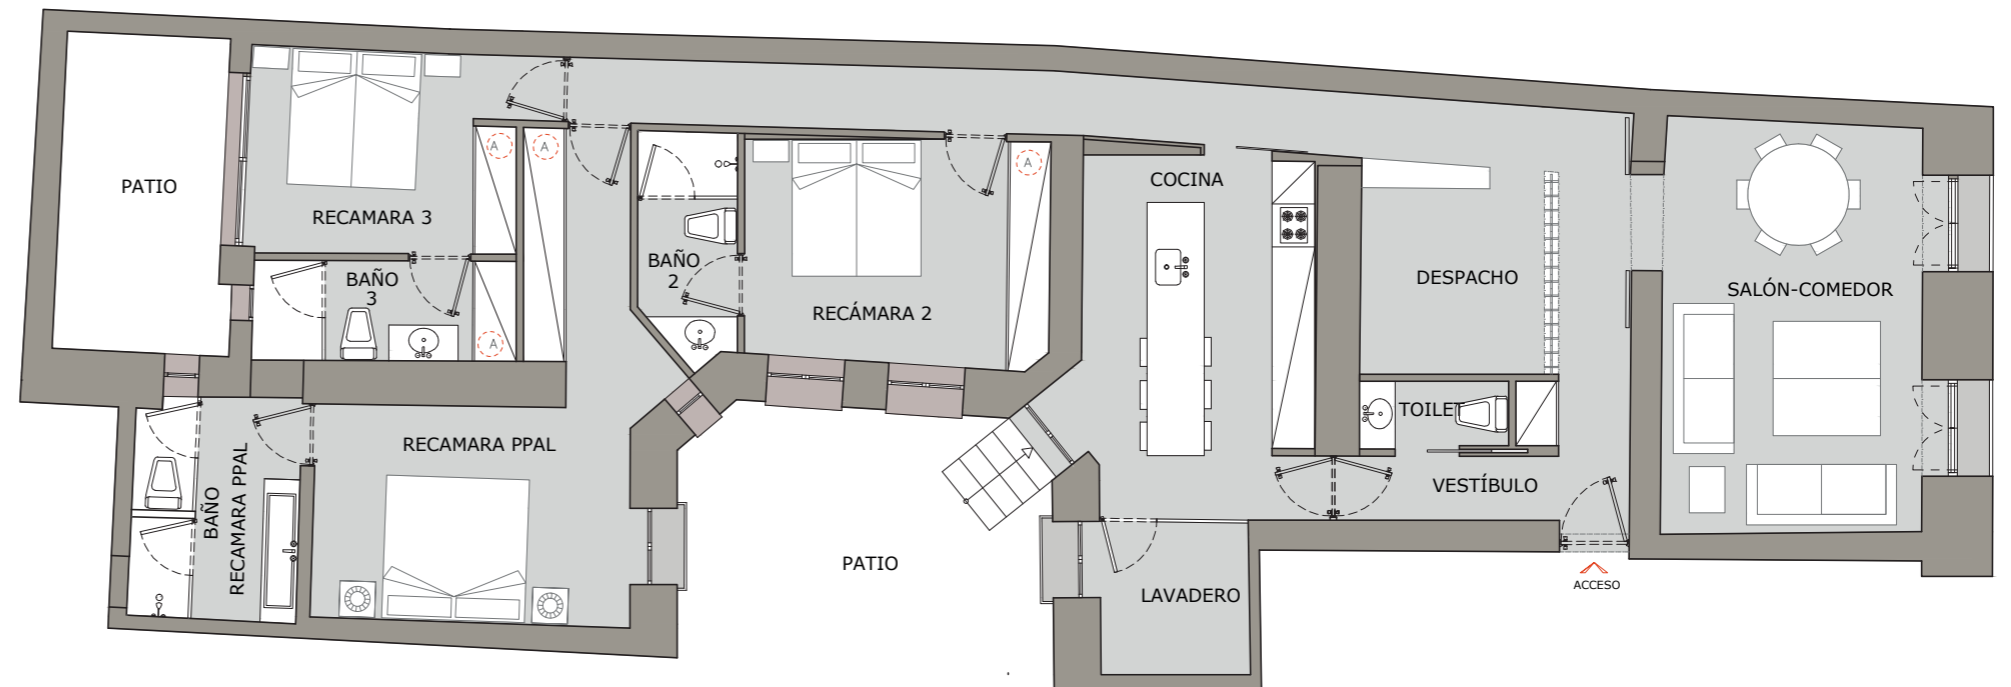 PATIO
RECAMARA 3
A
A
BAÑO
3
A
BAÑO
2
RECÁMARA 2
A
COCINA
DESPACHO
SALÓN-COMEDOR
TOILET
VESTÍBULO
RECAMARA PPAL
BAÑO
RECAMARA PPAL
PATIO
LAVADERO
ACCESO